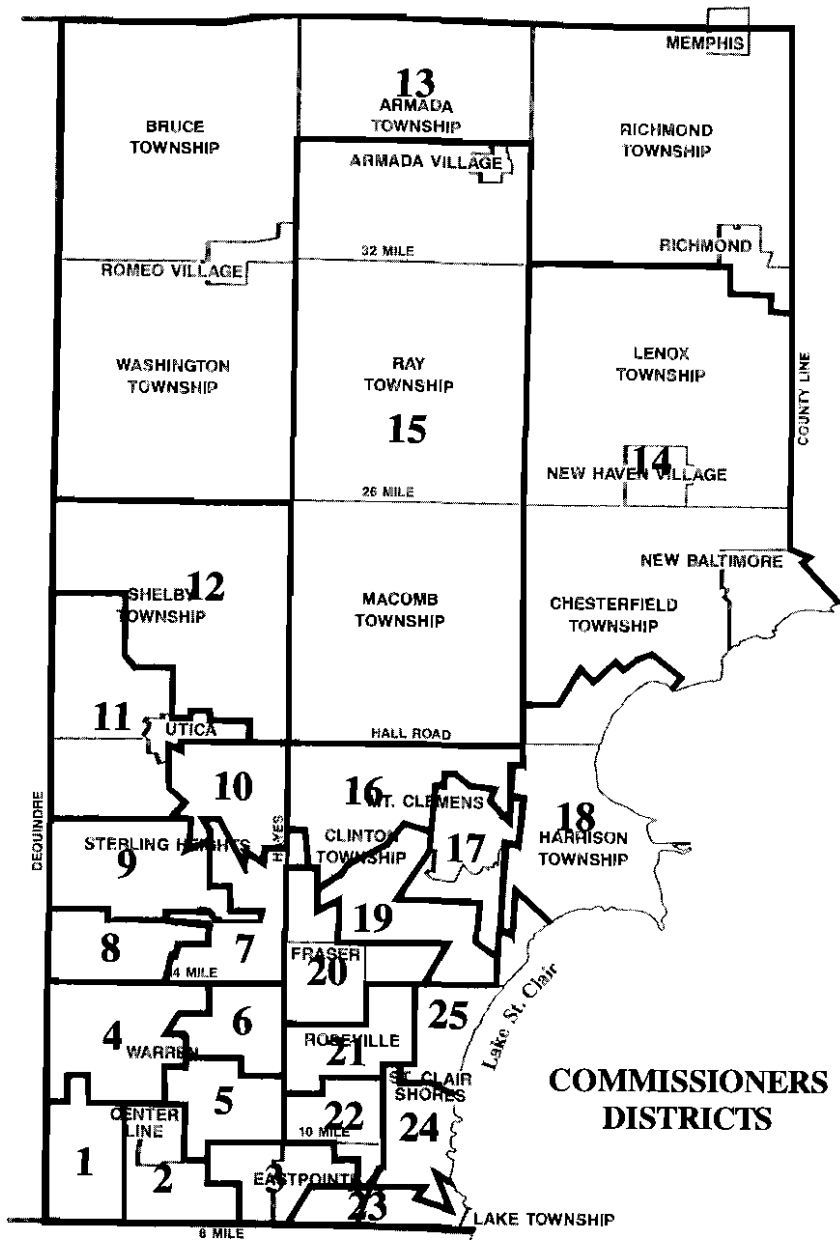 MEMPHIS
13
ARMADA
TOWNSHIP
BRUCE
TOWNSHIP
RICHMOND
TOWNSHIP
ARMADA VILLAGE
RICHMOND
32 MILE
ROMEO VILLAGE
WASHINGTON
TOWNSHIP
RAY
TOWNSHIP
15
LENOX
TOWNSHIP
COUNTY LINE
14
NEW HAVEN VILLAGE
26 MILE
NEW BALTIMORE
12
SHELBY
TOWNSHIP
MACOMB
TOWNSHIP
CHESTERFIELD
TOWNSHIP
11
UTICA
HALL ROAD
10
16
MT. CLEMENS
18
HARRISON
TOWNSHIP
DEQUINDRE
9
STERLING HEIGHTS
HAYES
CLINTON
TOWNSHIP
17
19
8
7
FRASER
20
4 MILE
Lake St. Clair
4
WARREN
6
ROSEVILLE
21
25
5
ST. CLAIR
SHORES
COMMISSIONERS
DISTRICTS
CENTER
LINE
22
10 MILE
24
1
2
3
EASTPOINTE
23
8 MILE
LAKE TOWNSHIP